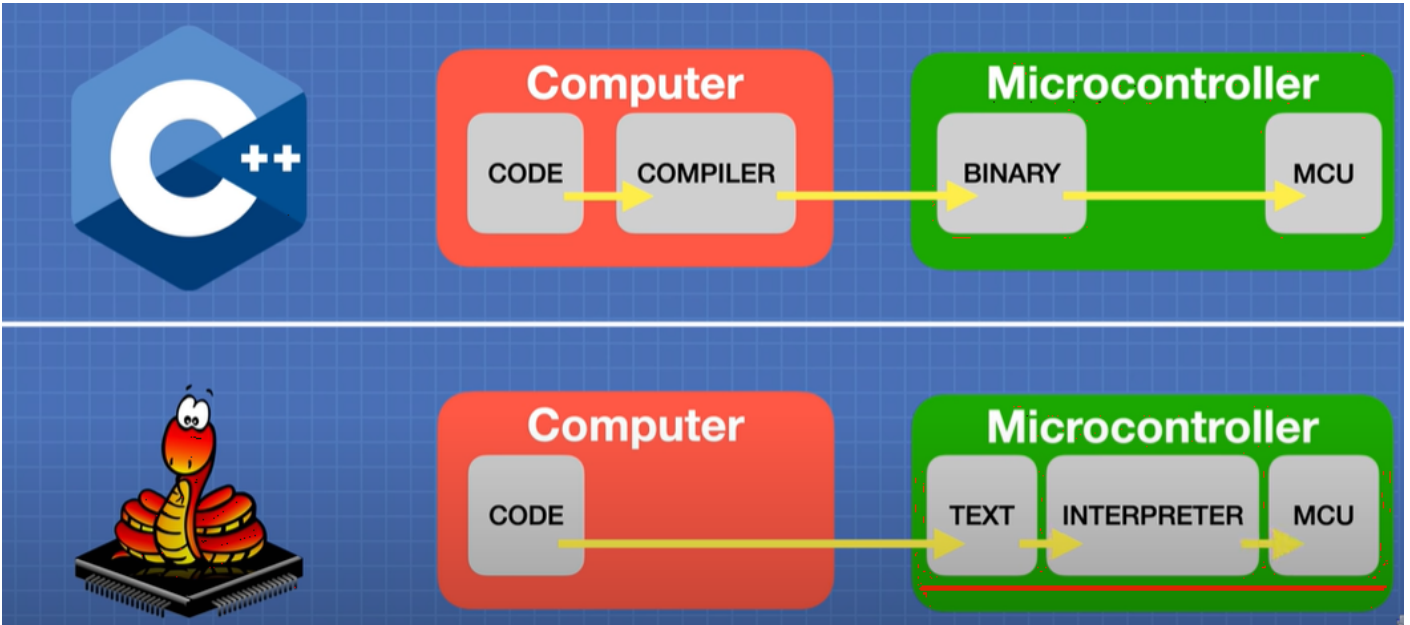 C++
Computer
CODE
COMPILER
Microcontroller
BINARY
MCU
Computer
CODE
Microcontroller
TEXT
INTERPRETER
MCU